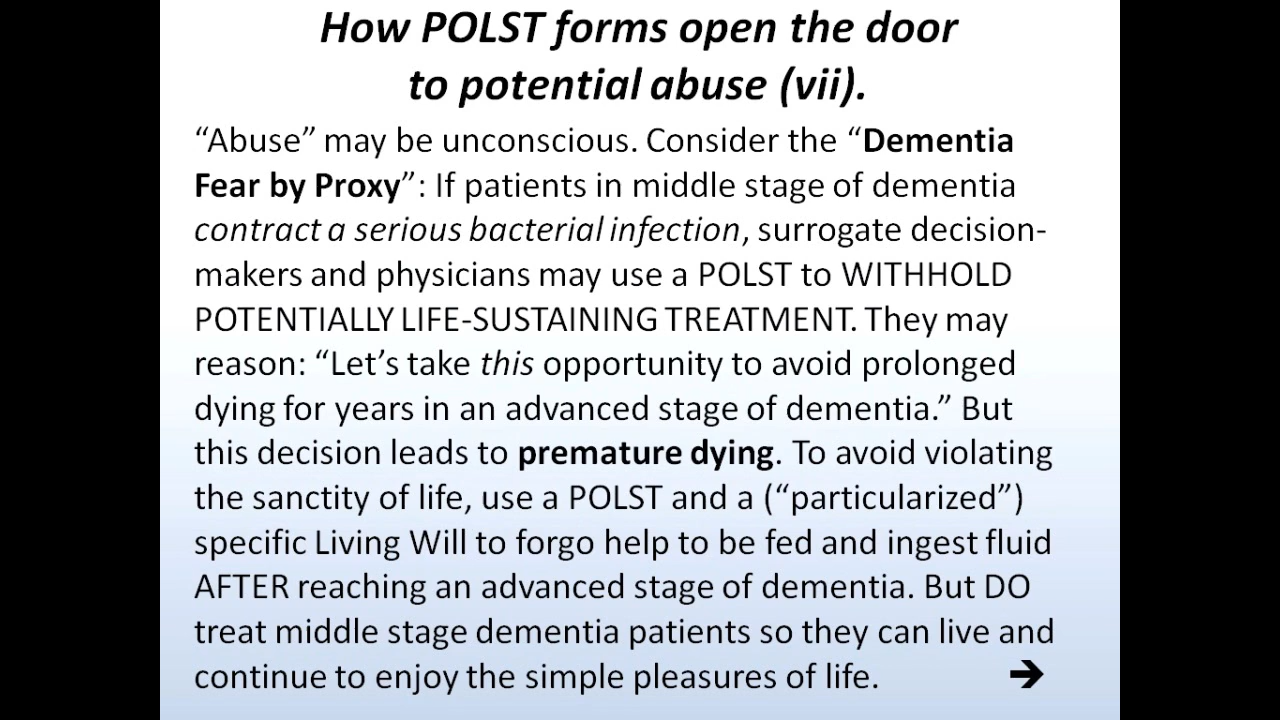 How POLST forms open the door
to potential abuse (vii).
“Abuse” may be unconscious. Consider the “Dementia
Fear by Proxy”: If patients in middle stage of dementia
contract a serious bacterial infection, surrogate decision-
makers and physicians may use a POLST to WITHHOLD
POTENTIALLY LIFE-SUSTAINING TREATMENT. They may
reason: “Let’s take this opportunity to avoid prolonged
dying for years in an advanced stage of dementia.” But
this decision leads to premature dying. To avoid violating
the sanctity of life, use a POLST and a (“particularized”)
specific Living Will to forgo help to be fed and ingest fluid
AFTER reaching an advanced stage of dementia. But DO
treat middle stage dementia patients so they can live and
continue to enjoy the simple pleasures of life. ➔